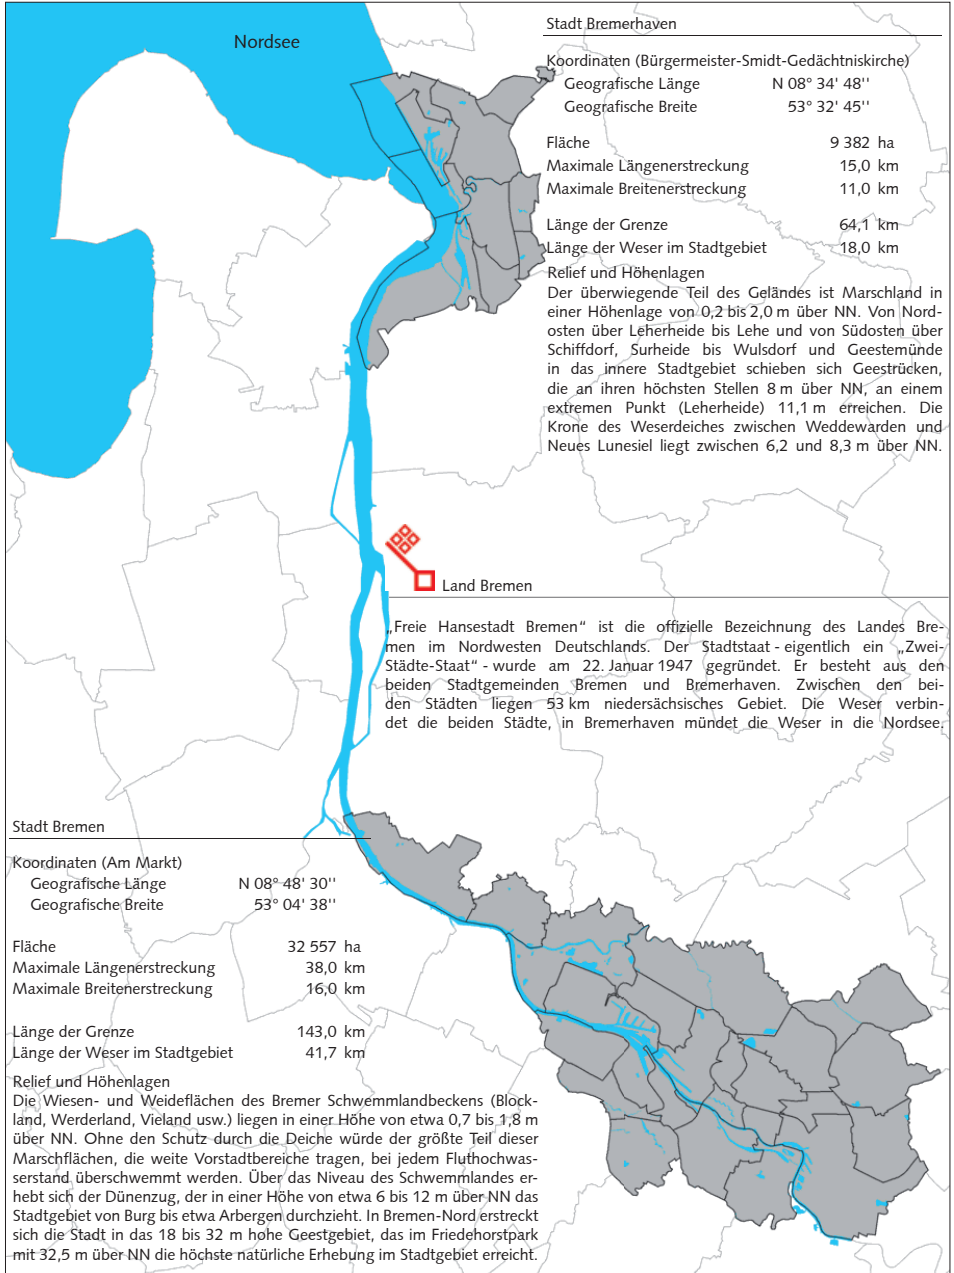 Nordsee
Stadt Bremerhaven
Koordinaten (Bürgermeister-Smidt-Gedächtniskirche)
Geografische Länge N 08° 34' 48''
Geografische Breite 53° 32' 45''
Fläche 9 382 ha
Maximale Längenerstreckung 15,0 km
Maximale Breitenerstreckung 11,0 km
Länge der Grenze 64,1 km
Länge der Weser im Stadtgebiet 18,0 km
Relief und Höhenlagen
Der überwiegende Teil des Geländes ist Marschland in
einer Höhenlage von 0,2 bis 2,0 m über NN. Von Nord-
osten über Leherheide bis Lehe und von Südosten über
Schiffdorf, Surheide bis Wulsdorf und Geestemünde
in das innere Stadtgebiet schieben sich Geestrücken,
die an ihren höchsten Stellen 8 m über NN, an einem
extremen Punkt (Leherheide) 11,1 m erreichen. Die
Krone des Weserdeiches zwischen Weddewarden und
Neues Lunesiel liegt zwischen 6,2 und 8,3 m über NN.
Land Bremen
„Freie Hansestadt Bremen“ ist die offizielle Bezeichnung des Landes Bre-
men im Nordwesten Deutschlands. Der Stadtstaat - eigentlich ein „Zwei-
Städte-Staat“ - wurde am 22. Januar 1947 gegründet. Er besteht aus den
beiden Stadtgemeinden Bremen und Bremerhaven. Zwischen den bei-
den Städten liegen 53 km niedersächsisches Gebiet. Die Weser verbin-
det die beiden Städte, in Bremerhaven mündet die Weser in die Nordsee.
Stadt Bremen
Koordinaten (Am Markt)
Geografische Länge N 08° 48' 30''
Geografische Breite 53° 04' 38''
Fläche 32 557 ha
Maximale Längenerstreckung 38,0 km
Maximale Breitenerstreckung 16,0 km
Länge der Grenze 143,0 km
Länge der Weser im Stadtgebiet 41,7 km
Relief und Höhenlagen
Die Wiesen- und Weideflächen des Bremer Schwemmlandbeckens (Block-
land, Werderland, Vieland usw.) liegen in einer Höhe von etwa 0,7 bis 1,8 m
über NN. Ohne den Schutz durch die Deiche würde der größte Teil dieser
Marschflächen, die weite Vorstadtbereiche tragen, bei jedem Fluthochwas-
serstand überschwemmt werden. Über das Niveau des Schwemmlandes er-
hebt sich der Dünenzug, der in einer Höhe von etwa 6 bis 12 m über NN das
Stadtgebiet von Burg bis etwa Arbergen durchzieht. In Bremen-Nord erstreckt
sich die Stadt in das 18 bis 32 m hohe Geestgebiet, das im Friedehorstpark
mit 32,5 m über NN die höchste natürliche Erhebung im Stadtgebiet erreicht.